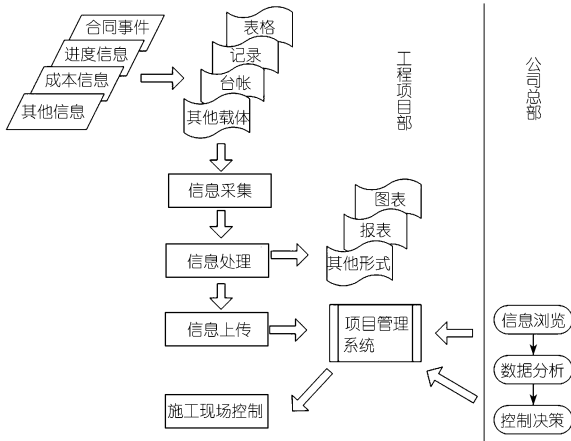 合同事件
进度信息
成本信息
其他信息
表格
记录
台帐
其他载体
工程项目部
公司总部
信息采集
信息处理
图表
报表
其他形式
信息上传
项目管理
系统
信息浏览
数据分析
控制决策
施工现场控制